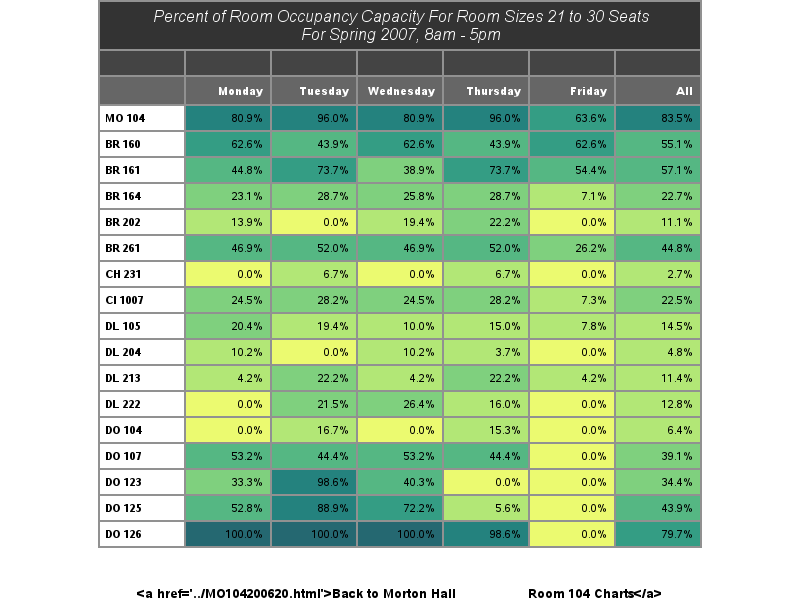 Percent of Room Occupancy Capacity For Room Sizes 21 to 30 Seats
For Spring 2007, 8am - 5pm
Monday Tuesday Wednesday Thursday Friday All
MO 104 80.9% 96.0% 80.9% 96.0% 63.6% 83.5%
BR 160 62.6% 43.9% 62.6% 43.9% 62.6% 55.1%
BR 161 44.8% 73.7% 38.9% 73.7% 54.4% 57.1%
BR 164 23.1% 28.7% 25.8% 28.7% 7.1% 22.7%
BR 202 13.9% 0.0% 19.4% 22.2% 0.0% 11.1%
BR 261 46.9% 52.0% 46.9% 52.0% 26.2% 44.8%
CH 231 0.0% 6.7% 0.0% 6.7% 0.0% 2.7%
CI 1007 24.5% 28.2% 24.5% 28.2% 7.3% 22.5%
DL 105 20.4% 19.4% 10.0% 15.0% 7.8% 14.5%
DL 204 10.2% 0.0% 10.2% 3.7% 0.0% 4.8%
DL 213 4.2% 22.2% 4.2% 22.2% 4.2% 11.4%
DL 222 0.0% 21.5% 26.4% 16.0% 0.0% 12.8%
DO 104 0.0% 16.7% 0.0% 15.3% 0.0% 6.4%
DO 107 53.2% 44.4% 53.2% 44.4% 0.0% 39.1%
DO 123 33.3% 98.6% 40.3% 0.0% 0.0% 34.4%
DO 125 52.8% 88.9% 72.2% 5.6% 0.0% 43.9%
DO 126 100.0% 100.0% 100.0% 98.6% 0.0% 79.7%
<a href='../MO104200620.html'>Back to Morton Hall Room 104 Charts</a>